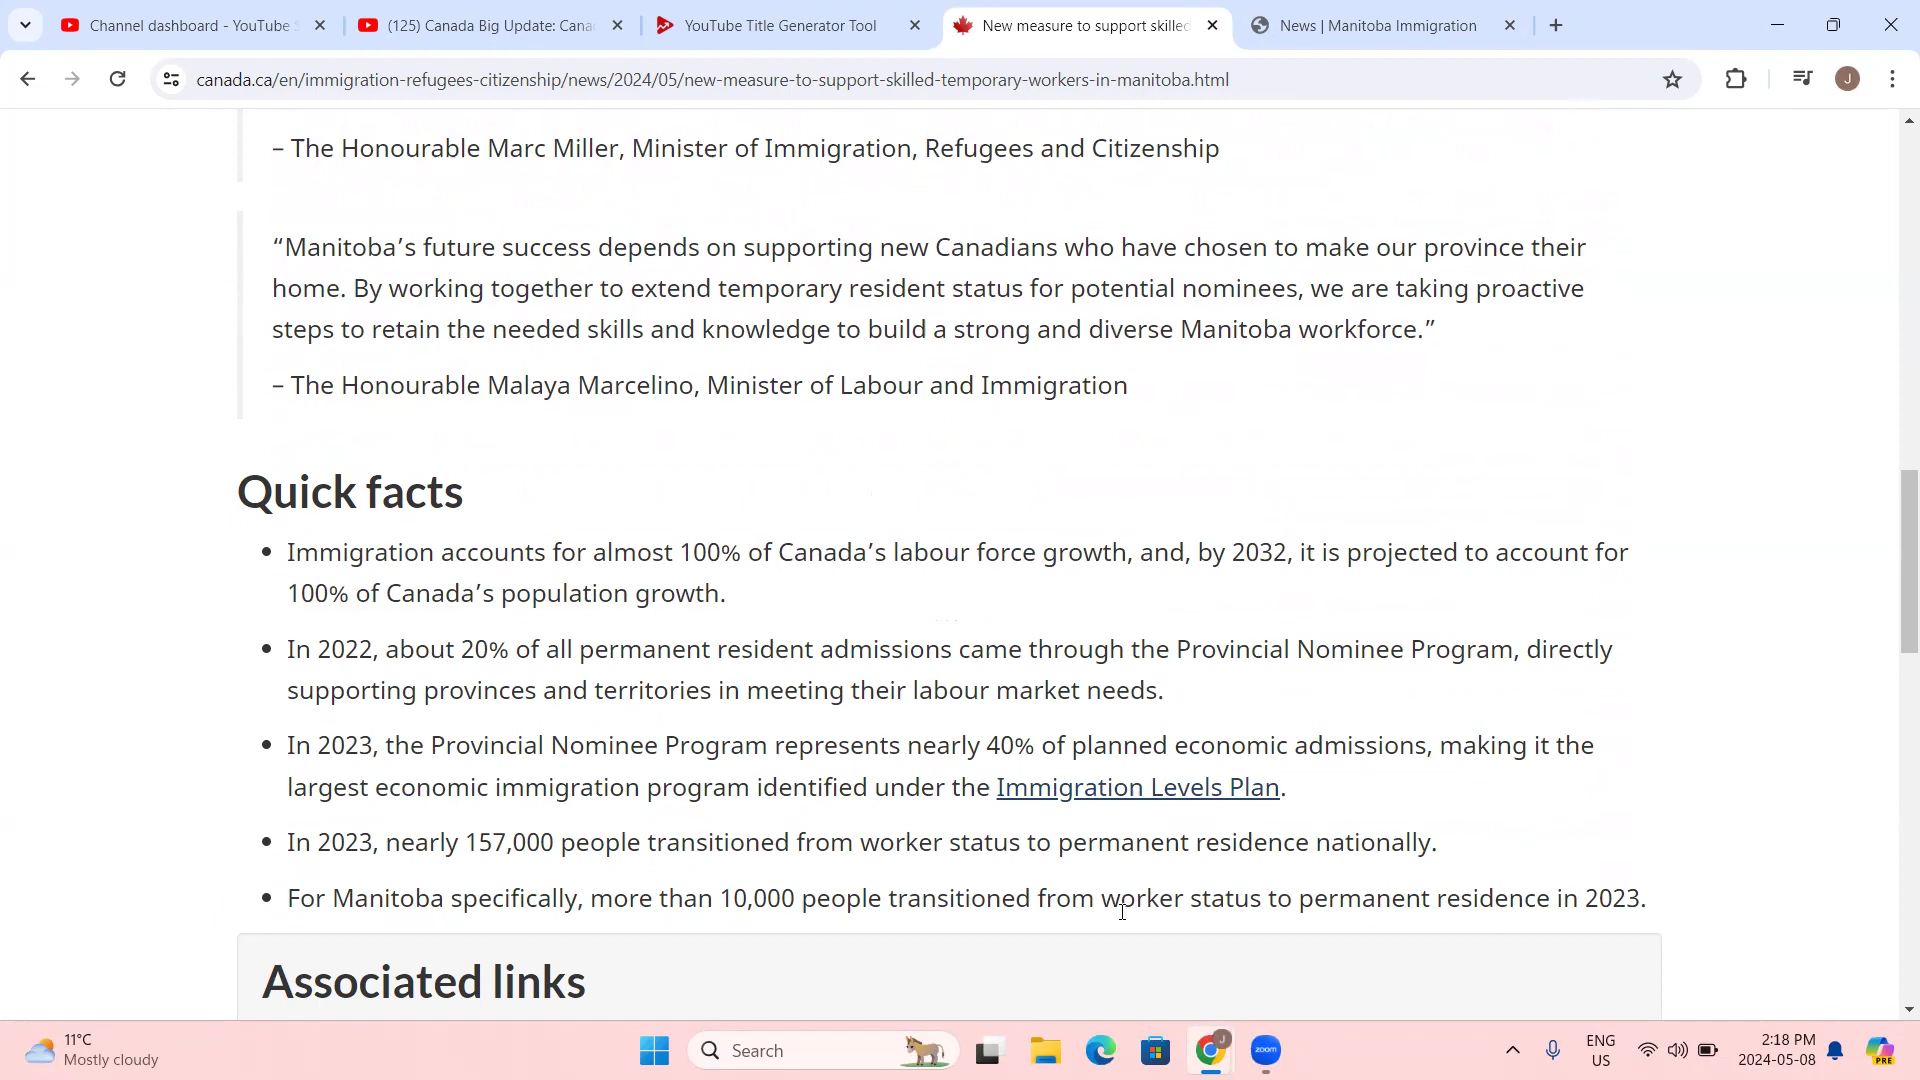 Channel dashboard - YouTube S
(125) Canada Big Update: Cana
YouTube Title Generator Tool
New measure to support skilled
News | Manitoba Immigration
canada.ca/en/immigration-refugees-citizenship/news/2024/05/new-measure-to-support-skilled-temporary-workers-in-manitoba.html
J
– The Honourable Marc Miller, Minister of Immigration, Refugees and Citizenship
“Manitoba’s future success depends on supporting new Canadians who have chosen to make our province their
home. By working together to extend temporary resident status for potential nominees, we are taking proactive
steps to retain the needed skills and knowledge to build a strong and diverse Manitoba workforce.”
– The Honourable Malaya Marcelino, Minister of Labour and Immigration
Quick facts
• Immigration accounts for almost 100% of Canada’s labour force growth, and, by 2032, it is projected to account for
100% of Canada’s population growth.
• In 2022, about 20% of all permanent resident admissions came through the Provincial Nominee Program, directly
supporting provinces and territories in meeting their labour market needs.
• In 2023, the Provincial Nominee Program represents nearly 40% of planned economic admissions, making it the
largest economic immigration program identified under the Immigration Levels Plan.
• In 2023, nearly 157,000 people transitioned from worker status to permanent residence nationally.
• For Manitoba specifically, more than 10,000 people transitioned from worker status to permanent residence in 2023.
Associated links
11°C
Mostly cloudy
Search
J
zoom
ENG
US
2:18 PM
2024-05-08
PRE